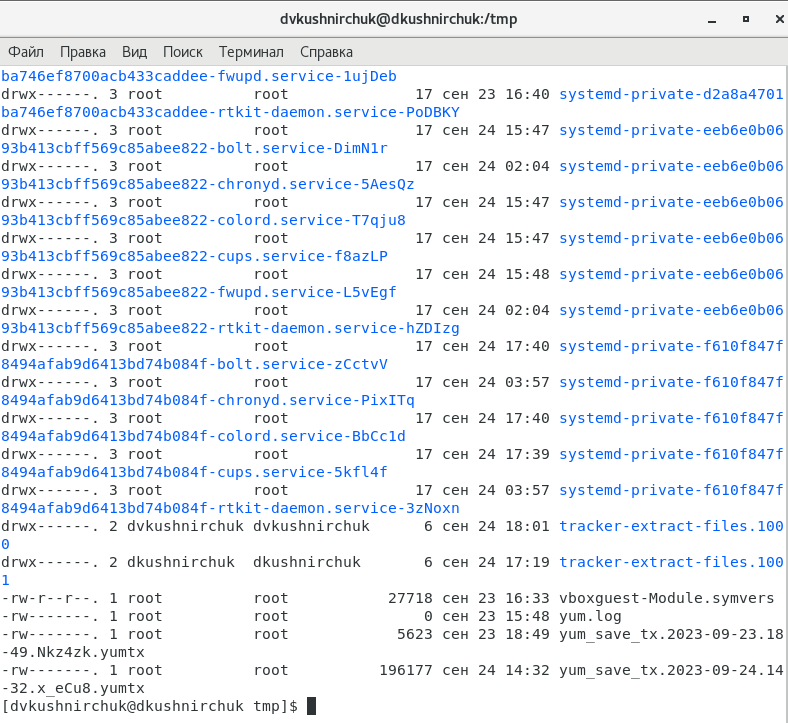 dvkushnirchuk@dkushnirchuk:/tmp
Файл Правка Вид Поиск Терминал Справка
ba746ef8700acb433caddee-fwupd.service-1ujDeb
drwx------. 3 root          root              17 сен 23 16:40 systemd-private-d2a8a4701
ba746ef8700acb433caddee-rtkit-daemon.service-PoDBKY
drwx------. 3 root          root              17 сен 24 15:47 systemd-private-eeb6e0b06
93b413cbff569c85abee822-bolt.service-DimN1r
drwx------. 3 root          root              17 сен 24 02:04 systemd-private-eeb6e0b06
93b413cbff569c85abee822-chronyd.service-5AesQz
drwx------. 3 root          root              17 сен 24 15:47 systemd-private-eeb6e0b06
93b413cbff569c85abee822-colord.service-T7qju8
drwx------. 3 root          root              17 сен 24 15:47 systemd-private-eeb6e0b06
93b413cbff569c85abee822-cups.service-f8azLP
drwx------. 3 root          root              17 сен 24 15:48 systemd-private-eeb6e0b06
93b413cbff569c85abee822-fwupd.service-L5vEgf
drwx------. 3 root          root              17 сен 24 02:04 systemd-private-eeb6e0b06
93b413cbff569c85abee822-rtkit-daemon.service-hZDIzg
drwx------. 3 root          root              17 сен 24 17:40 systemd-private-f610f847f
8494afab9d6413bd74b084f-bolt.service-zCctvV
drwx------. 3 root          root              17 сен 24 03:57 systemd-private-f610f847f
8494afab9d6413bd74b084f-chronyd.service-PixITq
drwx------. 3 root          root              17 сен 24 17:40 systemd-private-f610f847f
8494afab9d6413bd74b084f-colord.service-BbCc1d
drwx------. 3 root          root              17 сен 24 17:39 systemd-private-f610f847f
8494afab9d6413bd74b084f-cups.service-5kfl4f
drwx------. 3 root          root              17 сен 24 03:57 systemd-private-f610f847f
8494afab9d6413bd74b084f-rtkit-daemon.service-3zNoxn
drwx------. 2 dvkushnirchuk dvkushnirchuk      6 сен 24 18:01 tracker-extract-files.100
0
drwx------. 2 dkushnirchuk  dkushnirchuk       6 сен 24 17:19 tracker-extract-files.100
1
-rw-r--r--. 1 root          root           27718 сен 23 16:33 vboxguest-Module.symvers
-rw-------. 1 root          root               0 сен 23 15:48 yum.log
-rw-------. 1 root          root            5623 сен 23 18:49 yum_save_tx.2023-09-23.18
-49.Nkz4zk.yumtx
-rw-------. 1 root          root          196177 сен 24 14:32 yum_save_tx.2023-09-24.14
-32.x_eCu8.yumtx
[dvkushnirchuk@dkushnirchuk tmp]$